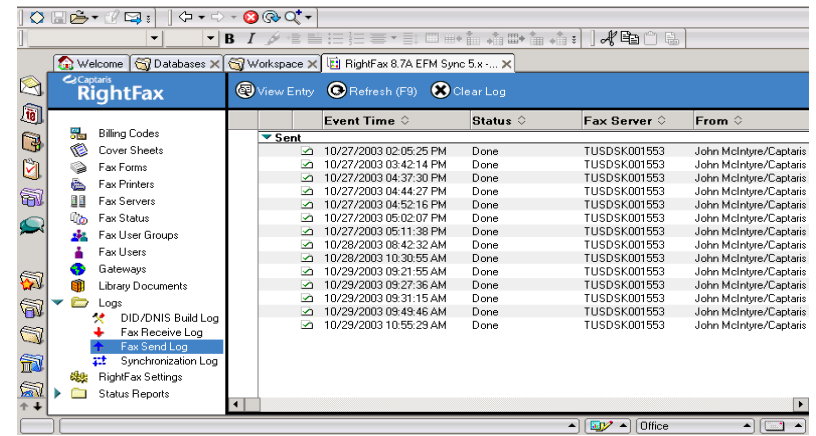 B I
Welcome Databases Workspace RightFax 8.7A EFM Sync 5.x -...
Captaris
RightFax
View Entry Refresh (F9) Clear Log
Event Time Status Fax Server From
Sent
10/27/2003 02:05:25 PM Done TUSDSK001553 John McIntyre/Captaris
10/27/2003 03:42:14 PM Done TUSDSK001553 John McIntyre/Captaris
10/27/2003 04:37:30 PM Done TUSDSK001553 John McIntyre/Captaris
10/27/2003 04:44:27 PM Done TUSDSK001553 John McIntyre/Captaris
10/27/2003 04:52:16 PM Done TUSDSK001553 John McIntyre/Captaris
10/27/2003 05:02:07 PM Done TUSDSK001553 John McIntyre/Captaris
10/27/2003 05:11:38 PM Done TUSDSK001553 John McIntyre/Captaris
10/28/2003 08:42:32 AM Done TUSDSK001553 John McIntyre/Captaris
10/28/2003 10:30:55 AM Done TUSDSK001553 John McIntyre/Captaris
10/29/2003 09:21:55 AM Done TUSDSK001553 John McIntyre/Captaris
10/29/2003 09:27:36 AM Done TUSDSK001553 John McIntyre/Captaris
10/29/2003 09:31:15 AM Done TUSDSK001553 John McIntyre/Captaris
10/29/2003 09:49:46 AM Done TUSDSK001553 John McIntyre/Captaris
10/29/2003 10:55:29 AM Done TUSDSK001553 John McIntyre/Captaris
Billing Codes
Cover Sheets
Fax Forms
Fax Printers
Fax Servers
Fax Status
Fax User Groups
Fax Users
Gateways
Library Documents
Logs
DID/DNIS Build Log
Fax Receive Log
Fax Send Log
Synchronization Log
RightFax Settings
Status Reports
Office